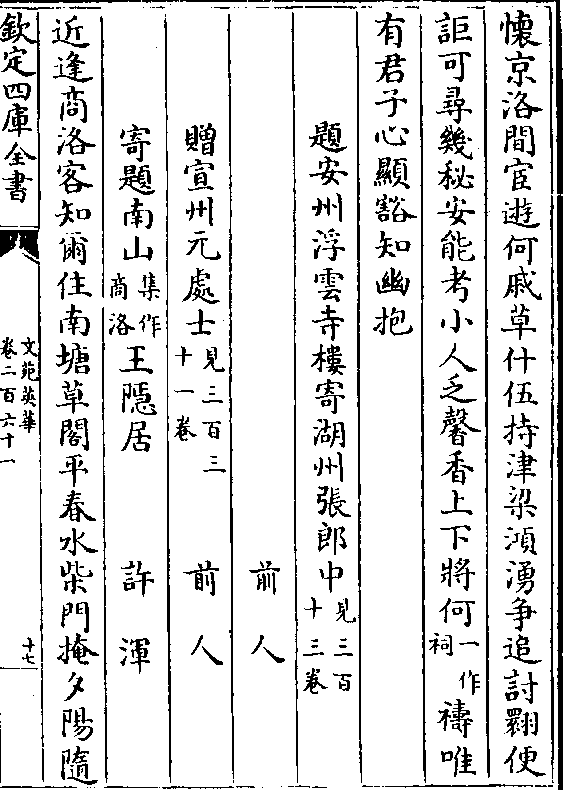 懐京洛間宦遊何戚草什伍持津梁澒湧争追討翾便
詎可尋幾秘安能考小人乏馨香上下將何一作祠禱唯
有君子心顯豁知幽抱
題安州浮雲寺樓寄湖州張郎中見三百十三卷
前人
贈宣州元處士見三百三十一卷 前人
寄題南山集作商洛王隱居 許渾
近逢商洛客知爾住南塘草閣平春水柴門掩夕陽隨
欽定四庫全書
文苑英華
卷二百六十一
十七